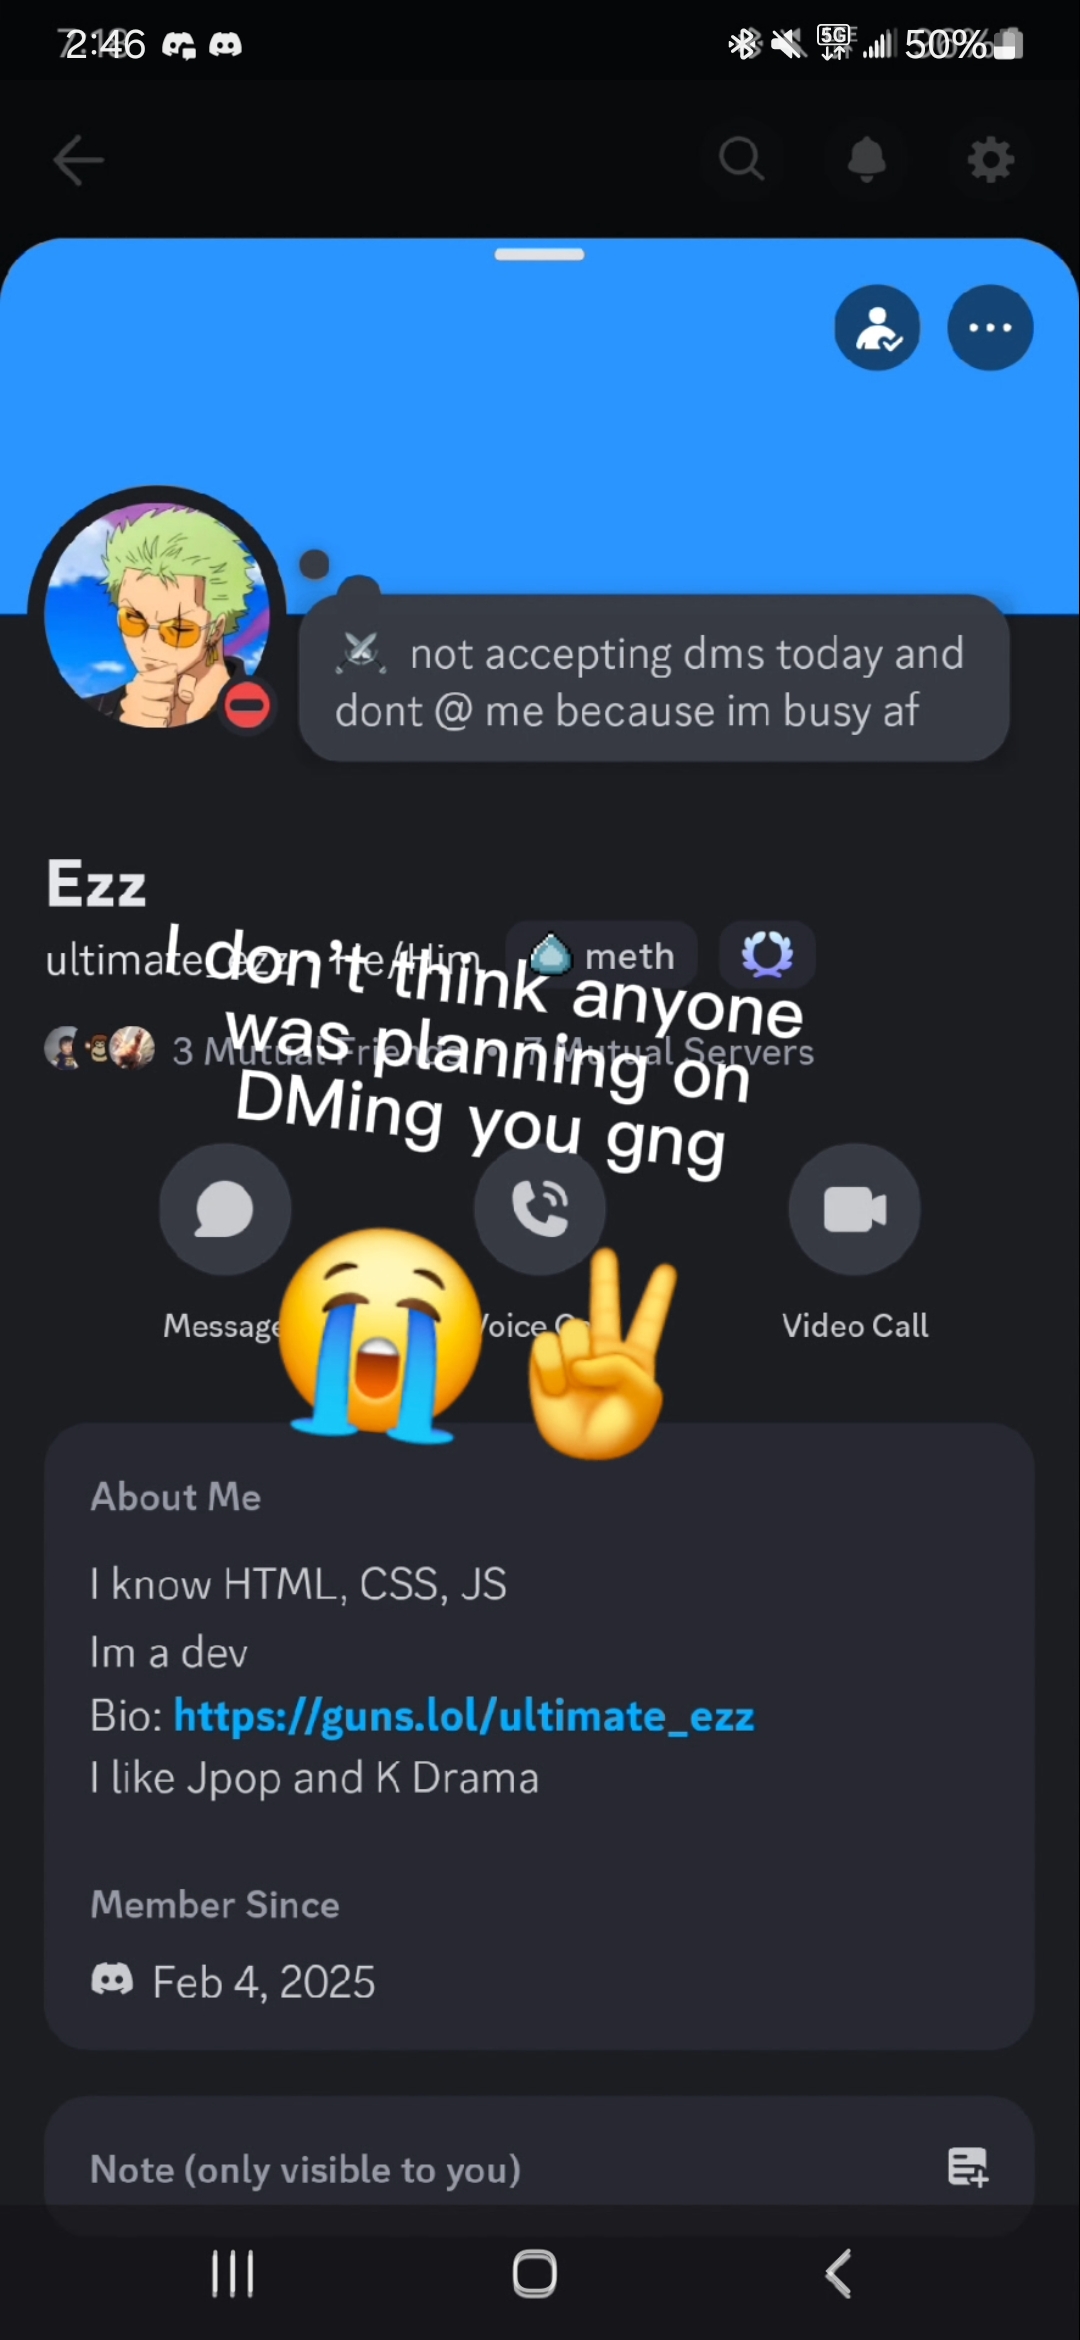 2:46
5G
50%
not accepting dms today and
dont @ me because im busy af
Ezz
ultimate_ezz He/Him meth
I don't think anyone
was planning on
DMing you gng
3 Mutual Friends • 7 Mutual Servers
Message Voice Video Call
About Me
I know HTML, CSS, JS
Im a dev
Bio: https://guns.lol/ultimate_ezz
I like Jpop and K Drama
Member Since
Feb 4, 2025
Note (only visible to you)